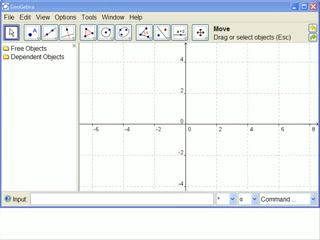 GeoGebra
File Edit View Options Tools Window Help
Move
Drag or select objects (Esc)
Free Objects
Dependent Objects
4
2
-6 -4 -2 0 2 4 6 8
-2
-4
Input: Command ...